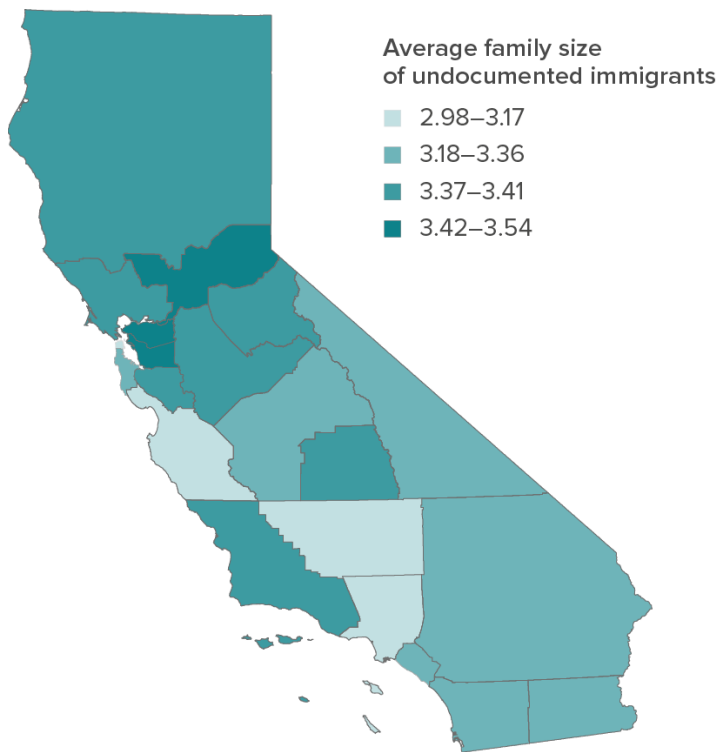 Average family size
of undocumented immigrants
2.98–3.17
3.18–3.36
3.37–3.41
3.42–3.54